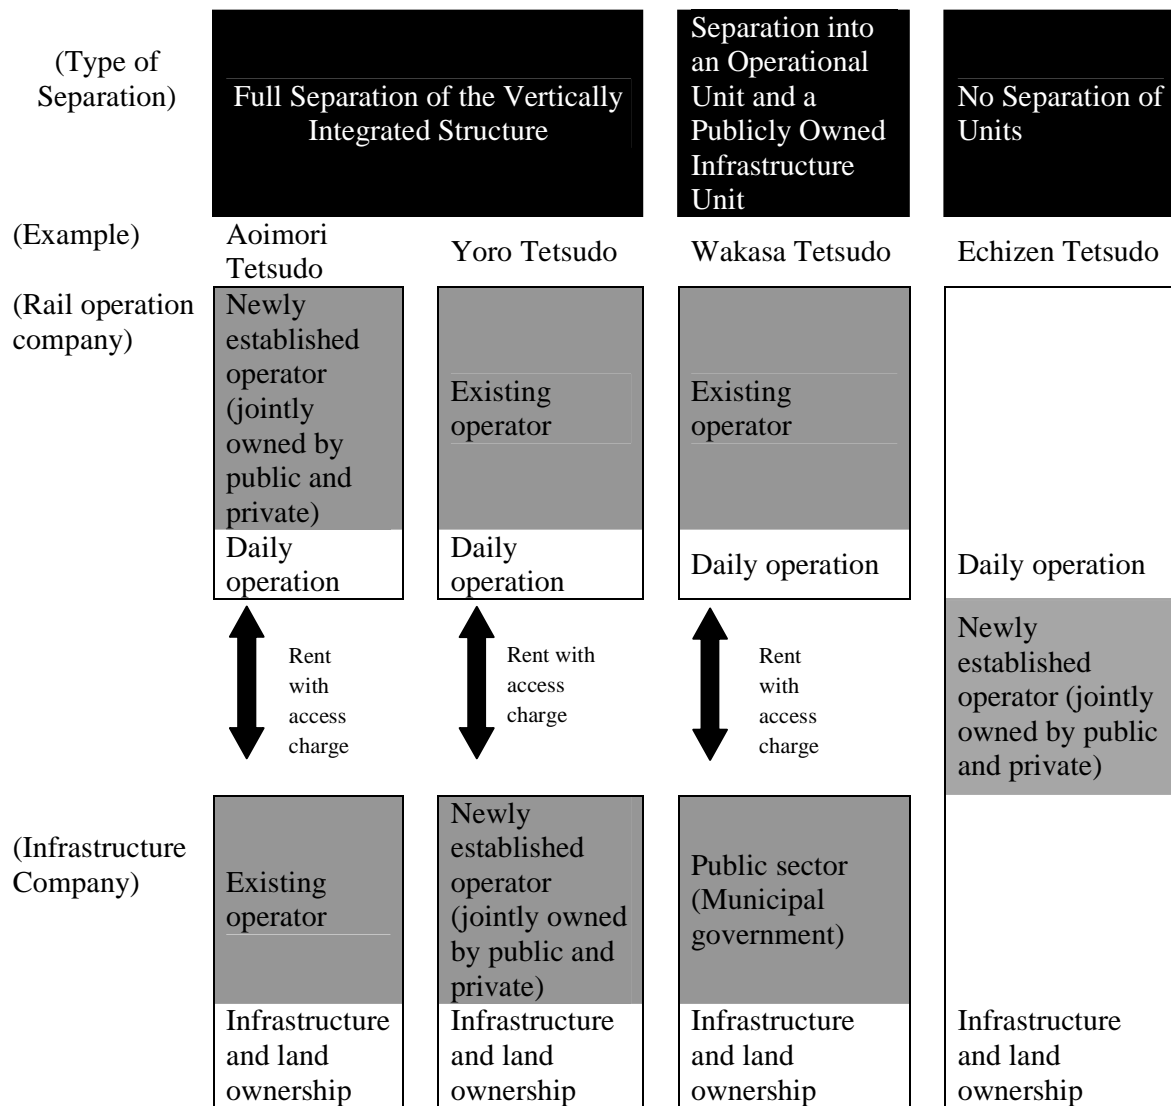 (Type of
Separation)
Full Separation of the Vertically
Integrated Structure
Separation into
an Operational
Unit and a
Publicly Owned
Infrastructure
Unit
No Separation of
Units
(Example)
Aoimori
Tetsudo
Yoro Tetsudo
Wakasa Tetsudo
Echizen Tetsudo
(Rail operation
company)
Newly
established
operator
(jointly
owned by
public and
private)
Existing
operator
Existing
operator
Daily
operation
Daily
operation
Daily operation
Daily operation
Rent
with
access
charge
Rent with
access
charge
Rent
with
access
charge
Newly
established
operator (jointly
owned by public
and private)
(Infrastructure
Company)
Existing
operator
Newly
established
operator
(jointly owned
by public and
private)
Public sector
(Municipal
government)
Infrastructure
and land
ownership
Infrastructure
and land
ownership
Infrastructure
and land
ownership
Infrastructure
and land
ownership